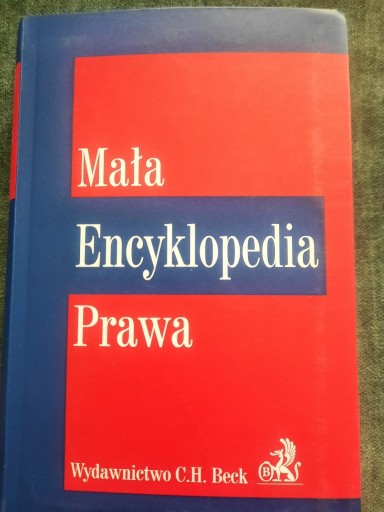 Mała
Encyklopedia
Prawa
Wydawnictwo C.H. Beck
B